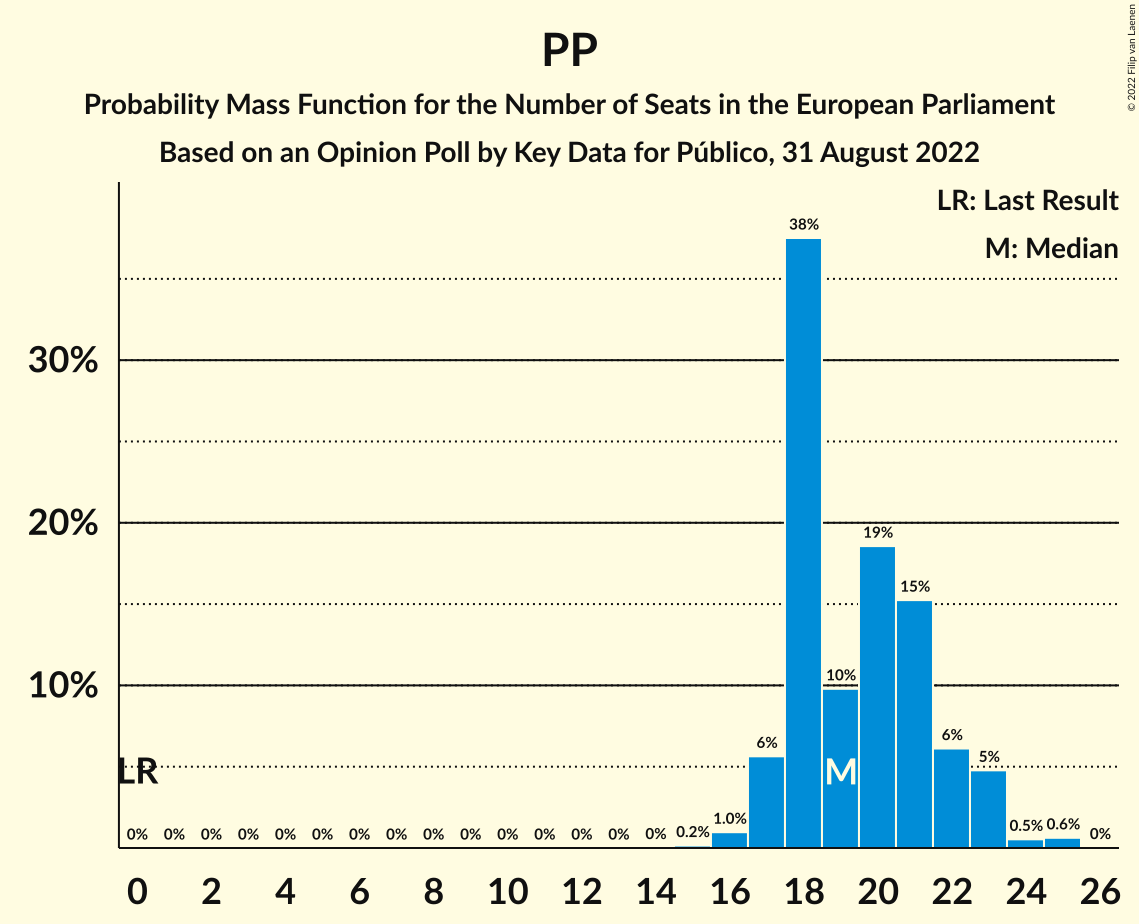 PP
Probability Mass Function for the Number of Seats in the European Parliament
Based on an Opinion Poll by Key Data for Público, 31 August 2022
© 2022 Filip van Laenen
LR: Last Result
M: Median
38%
30%
20%
19%
15%
10%
10%
6%
6%
5%
LR
M
0% 0% 0% 0% 0% 0% 0% 0% 0% 0% 0% 0% 0% 0% 0% 0.2% 1.0% 0.5% 0.6% 0%
0 2 4 6 8 10 12 14 16 18 20 22 24 26